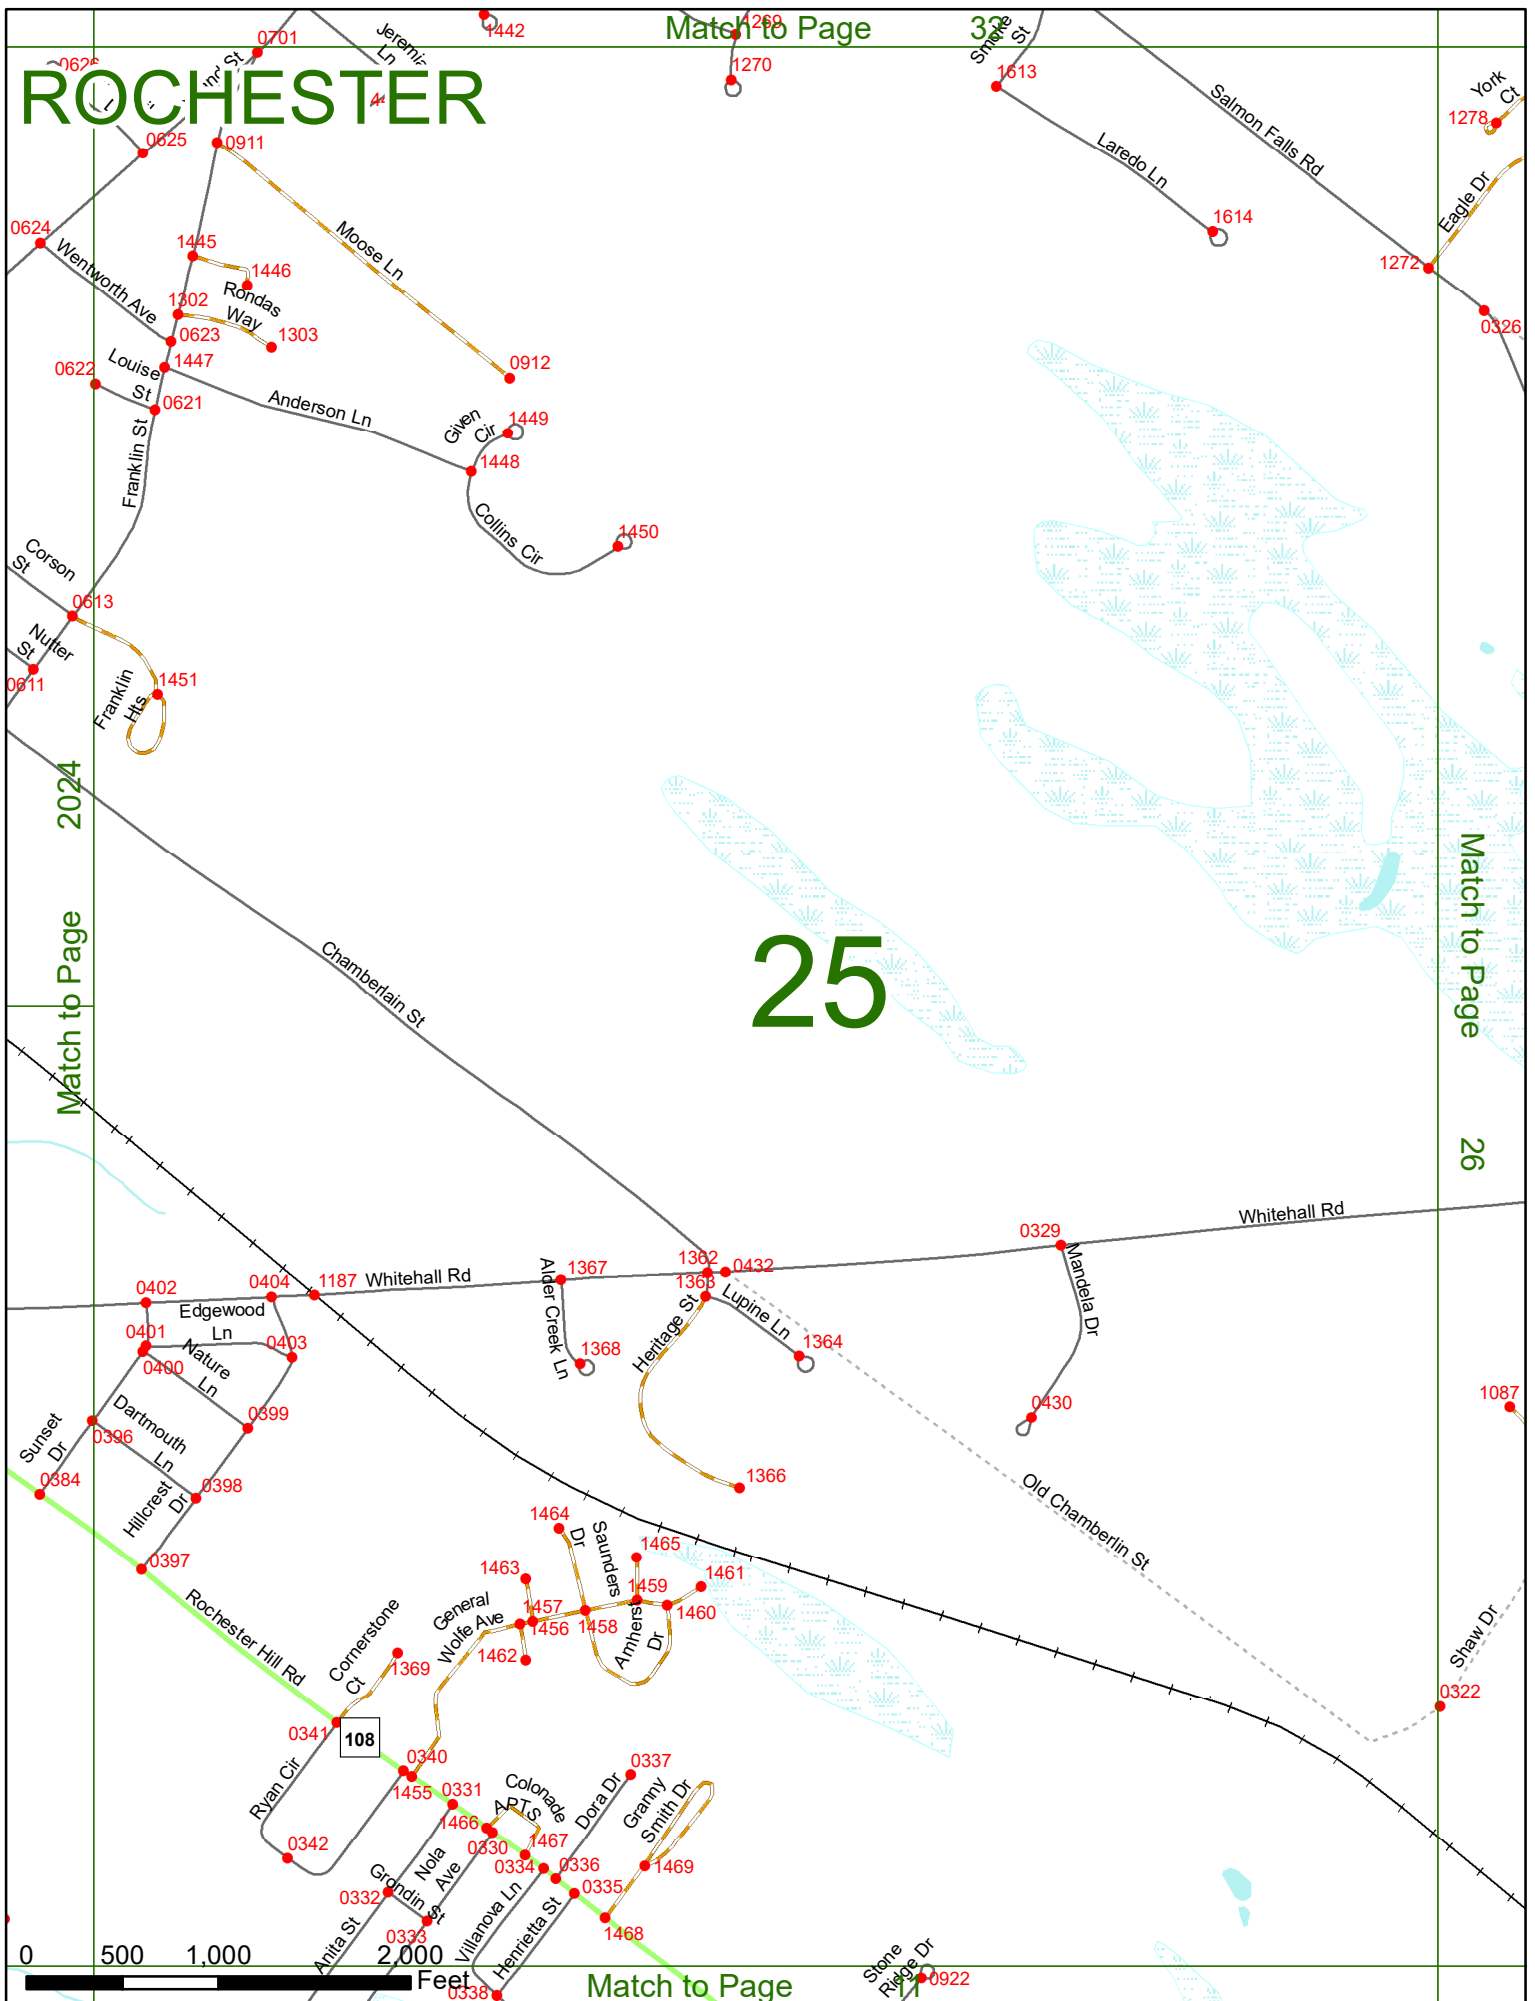 Match to Page 32
ROCHESTER
0701
1442
1269
1270
Jeremi
Ln
Smoke
St
1613
Salmon Falls Rd
York
Ct
1278
0626
0625
0911
Laredo Ln
1614
Eagle Dr
1272
0326
0624
Wentworth Ave
1445
1446
Rondas
Way
Moose Ln
1302
1303
0623
0622
Louise
St
1447
0621
0912
Anderson Ln
Given
Cir
1449
1448
Franklin St
Collins Cir
1450
Corson
St
0613
Nutter
St
0611
Franklin
Hts
1451
2024
Match to Page
Match to Page
26
25
Chamberlain St
Whitehall Rd
0329
Mandela Dr
0430
1362
0432
1363
1367
Whitehall Rd
1187
0404
0402
Edgewood
Ln
0401
0400
0403
Nature
Ln
Alder Creek Ln
1368
Heritage St
Lupine Ln
1364
1087
0399
Dartmouth
Ln
0396
Sunset
Dr
0384
0398
Hillcrest
Dr
0397
1366
Old Chamberlin St
1464
Dr
Saunders
1465
1463
1461
1459
1460
General
Wolfe Ave
1457
1456
1458
1462
Amherst
Dr
Rochester Hill Rd
Cornerstone
Ct
1369
0341
108
Shaw Dr
0322
0340
1455
0331
Ryan Cir
0342
1466
0330
Colonade
APTS
1467
Dora Dr
0337
Granny
Smith Dr
0334
0336
0335
1469
1468
Nola
Ave
Grondin St
0332
0333
Anita St
Villanova Ln
Henrietta St
0338
Stone
Ridge Dr
0922
0 500 1,000 2,000
Feet
Match to Page 11